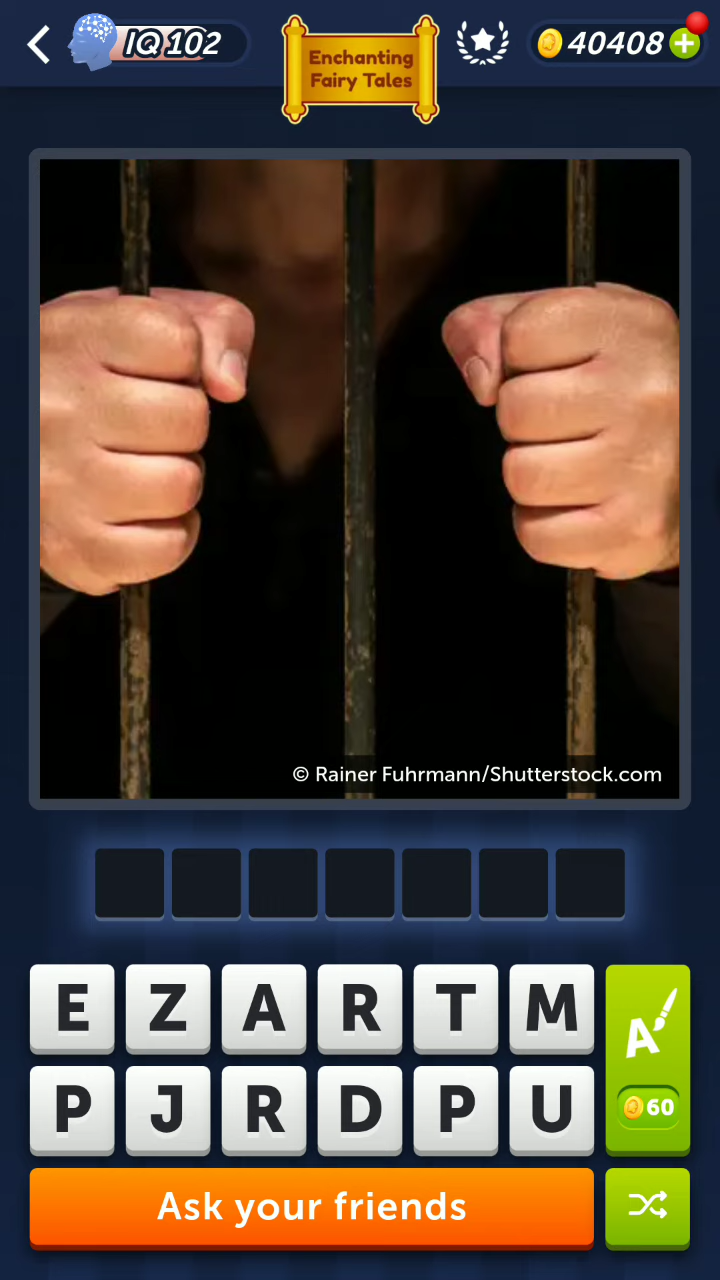 IQ 102
Enchanting
Fairy Tales
40408
© Rainer Fuhrmann/Shutterstock.com
E Z A R T M
A
P J R D P U
60
Ask your friends